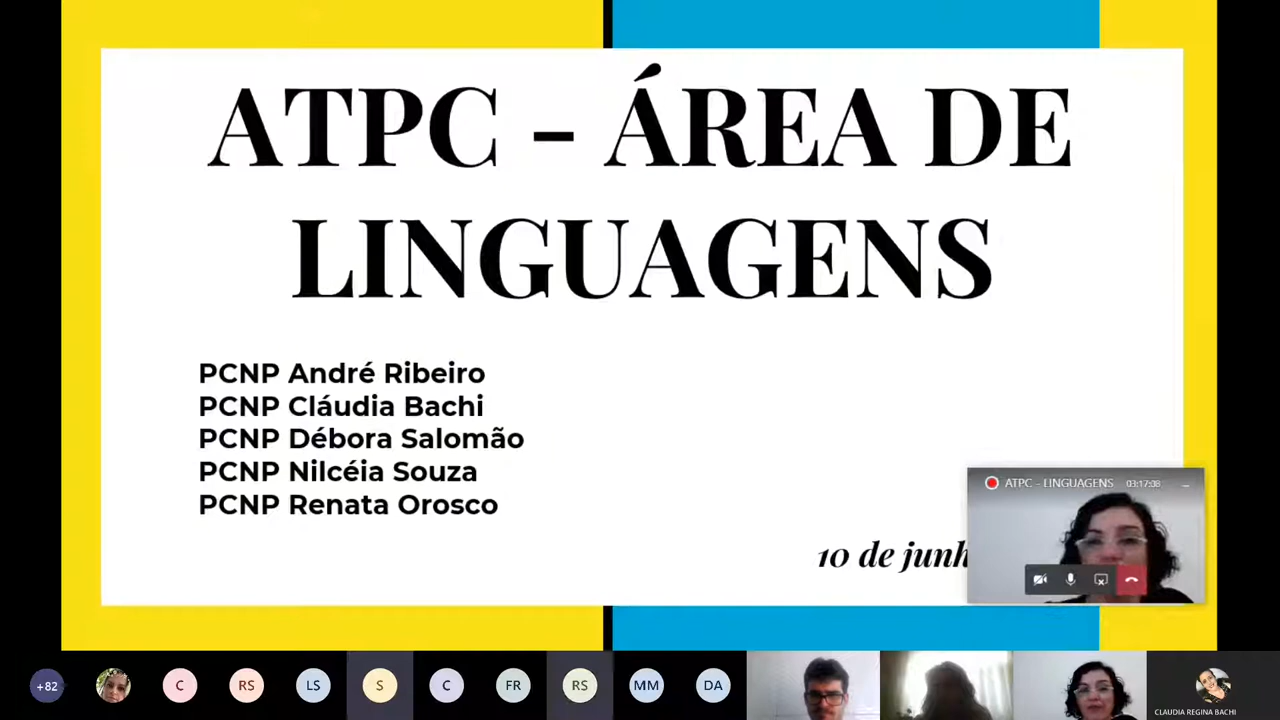 ATPC - ÁREA DE
LINGUAGENS
PCNP André Ribeiro
PCNP Cláudia Bachi
PCNP Débora Salomão
PCNP Nilcéia Souza
PCNP Renata Orosco
10 de junh
ATPC - LINGUAGENS 03:17:08
+82 C RS LS S C FR RS MM DA
CLAUDIA REGINA BACHI